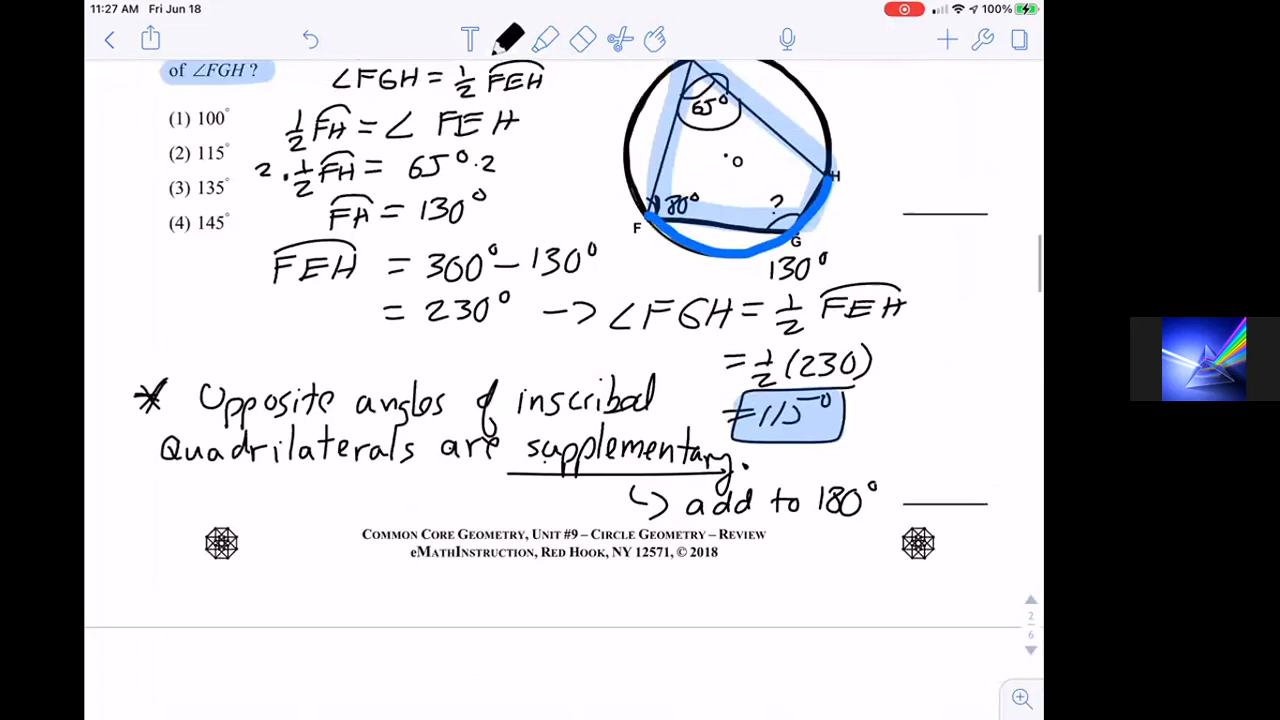 11:27 AM Fri Jun 18
100%
of ∠FGH ?
∠FGH = 1/2 FEH
65°
(1) 100°
1/2 FH = ∠ FEH
(2) 115°
2 · 1/2 FH = 65° · 2
O
H
(3) 135°
FH = 130°
80°
?
(4) 145°
F
G
FEH = 300° – 130°
130°
= 230° → ∠FGH = 1/2 FEH
= 1/2 (230)
* Opposite angles of inscribed
= 115°
Quadrilaterals are supplementary.
↳ add to 180°
COMMON CORE GEOMETRY, UNIT #9 – CIRCLE GEOMETRY – REVIEW
eMATHINSTRUCTION, RED HOOK, NY 12571, © 2018
2
6